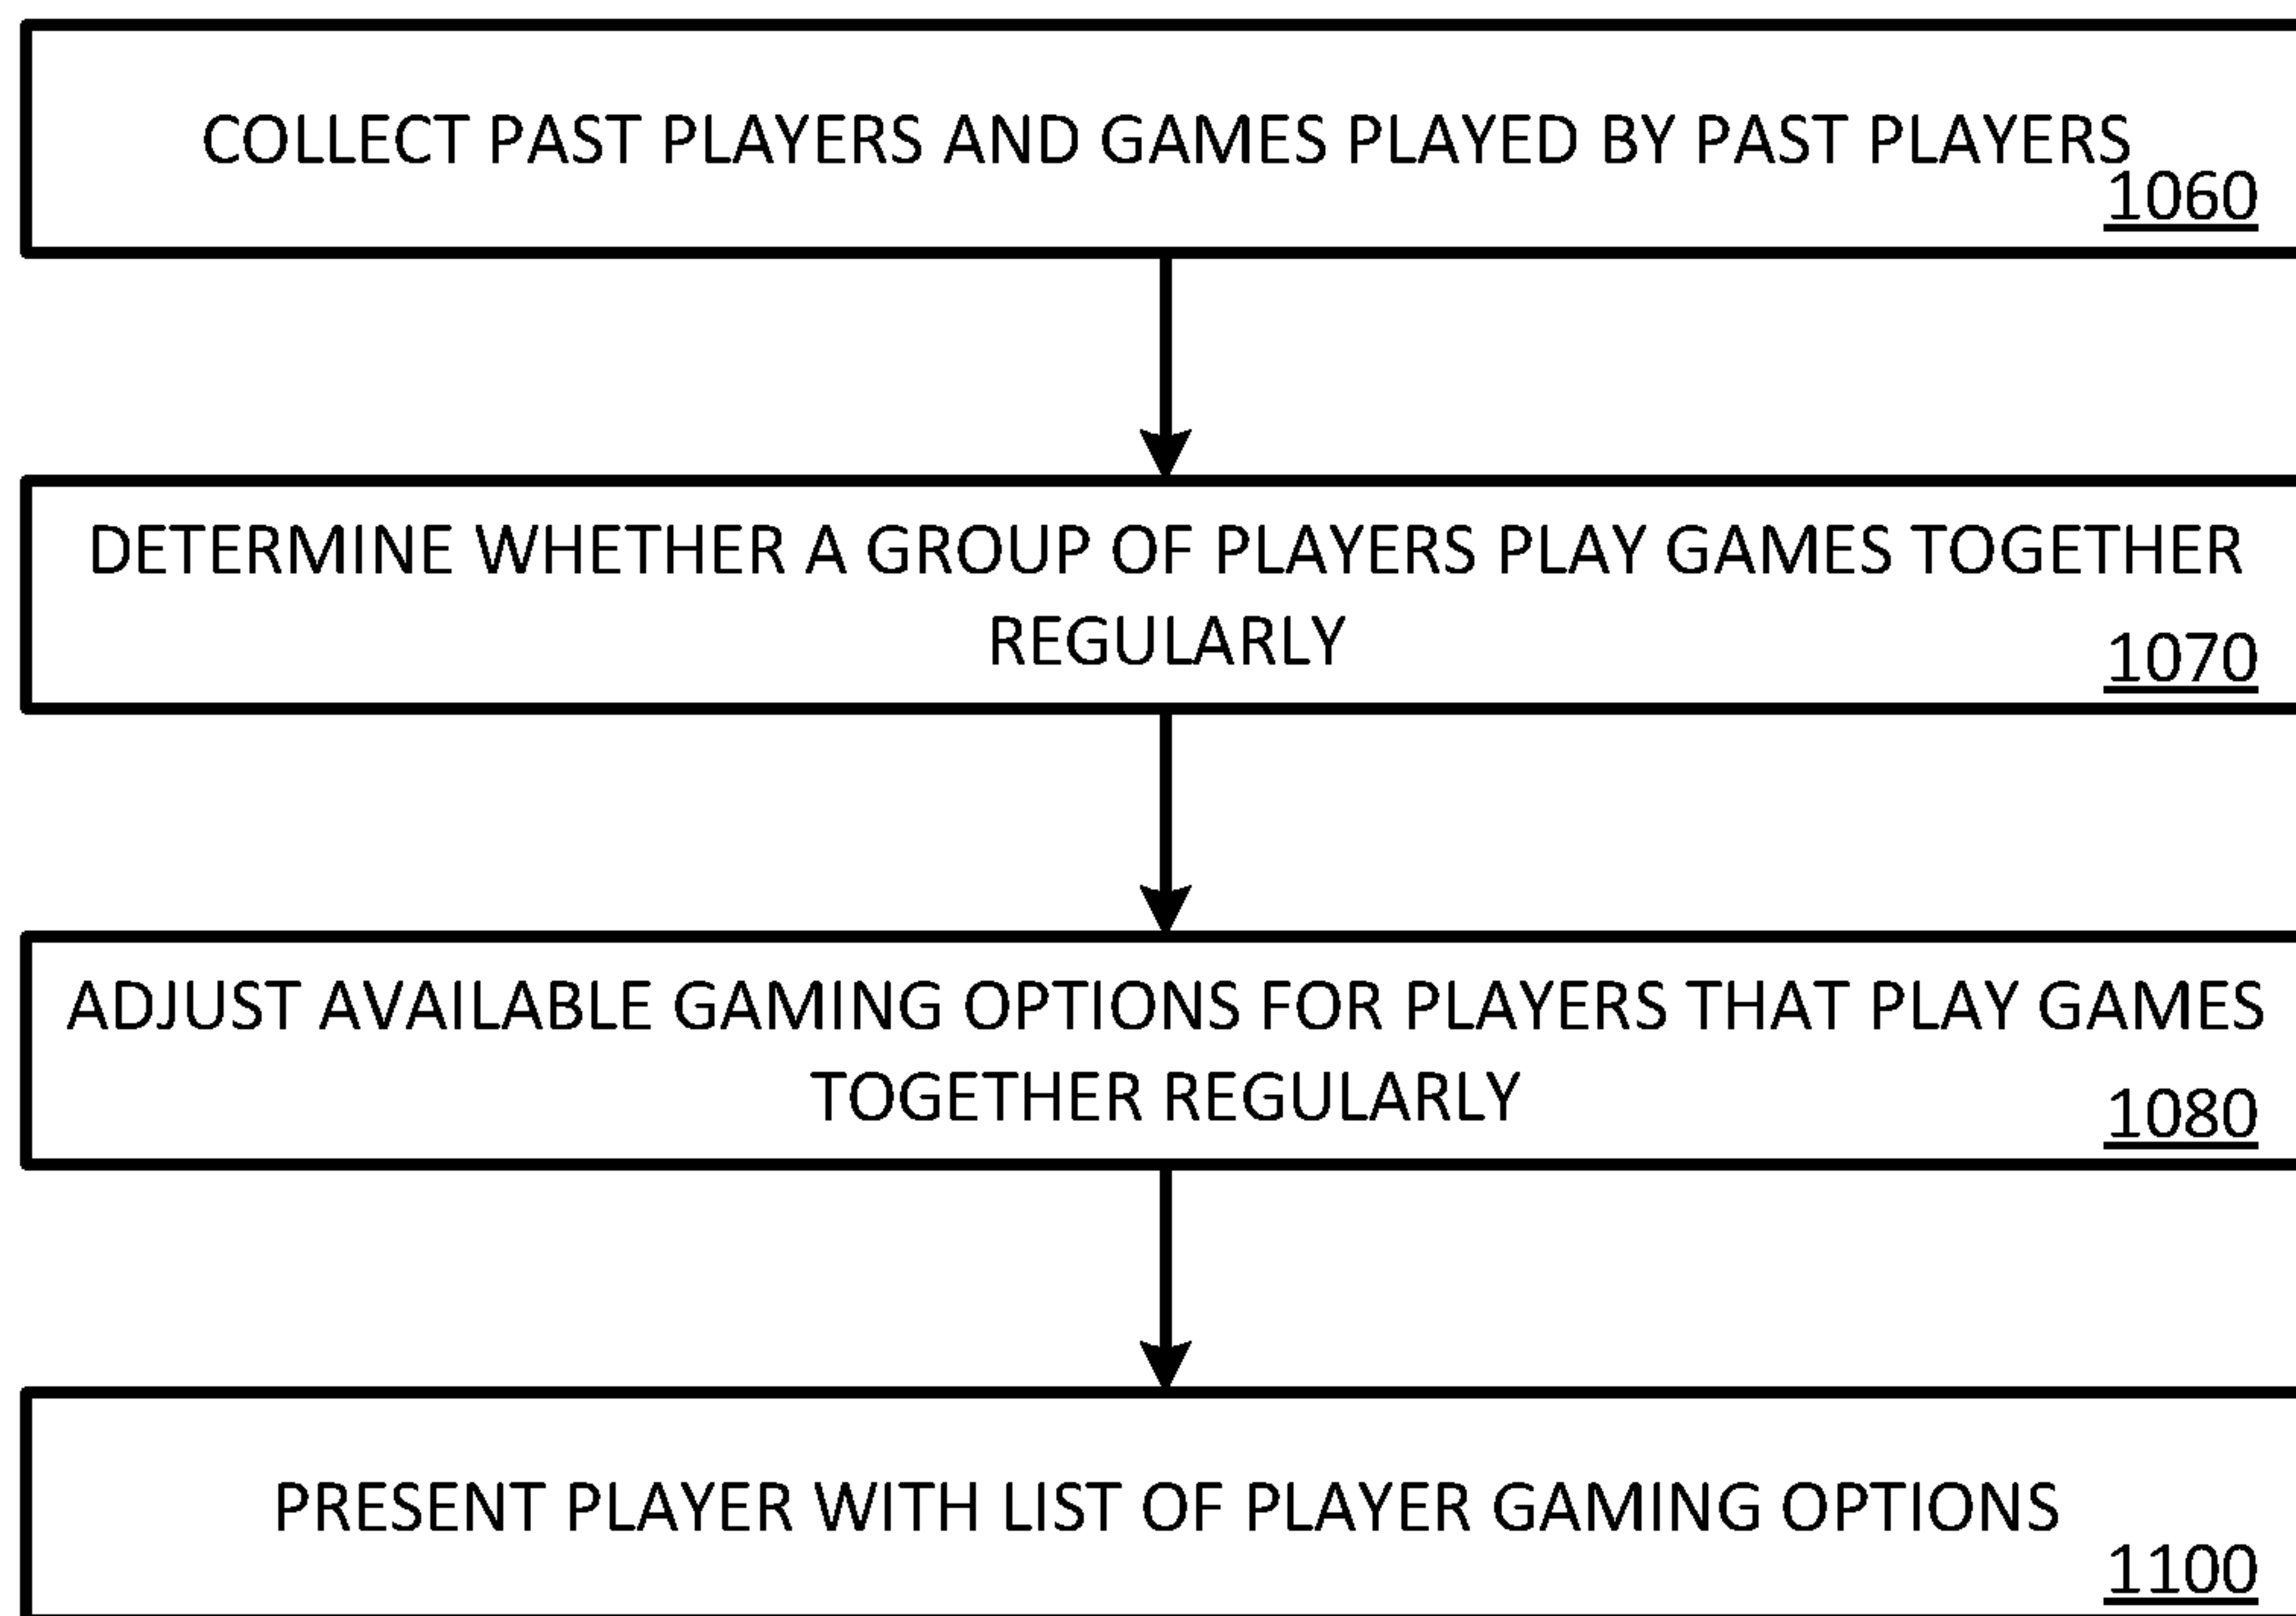 COLLECT PAST PLAYERS AND GAMES PLAYED BY PAST PLAYERS
1060
DETERMINE WHETHER A GROUP OF PLAYERS PLAY GAMES TOGETHER
REGULARLY
1070
ADJUST AVAILABLE GAMING OPTIONS FOR PLAYERS THAT PLAY GAMES
TOGETHER REGULARLY
1080
PRESENT PLAYER WITH LIST OF PLAYER GAMING OPTIONS
1100